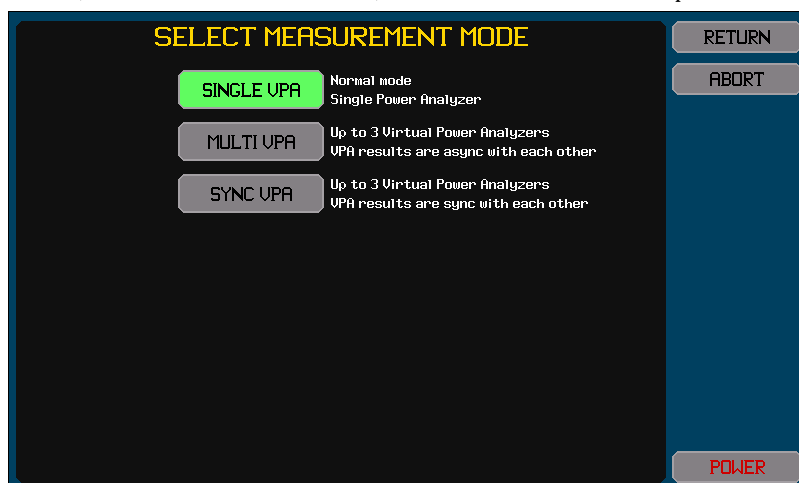 SELECT MEASUREMENT MODE
RETURN
ABORT
SINGLE VPA
Normal mode
Single Power Analyzer
MULTI VPA
Up to 3 Virtual Power Analyzers
VPA results are async with each other
SYNC VPA
Up to 3 Virtual Power Analyzers
VPA results are sync with each other
POWER